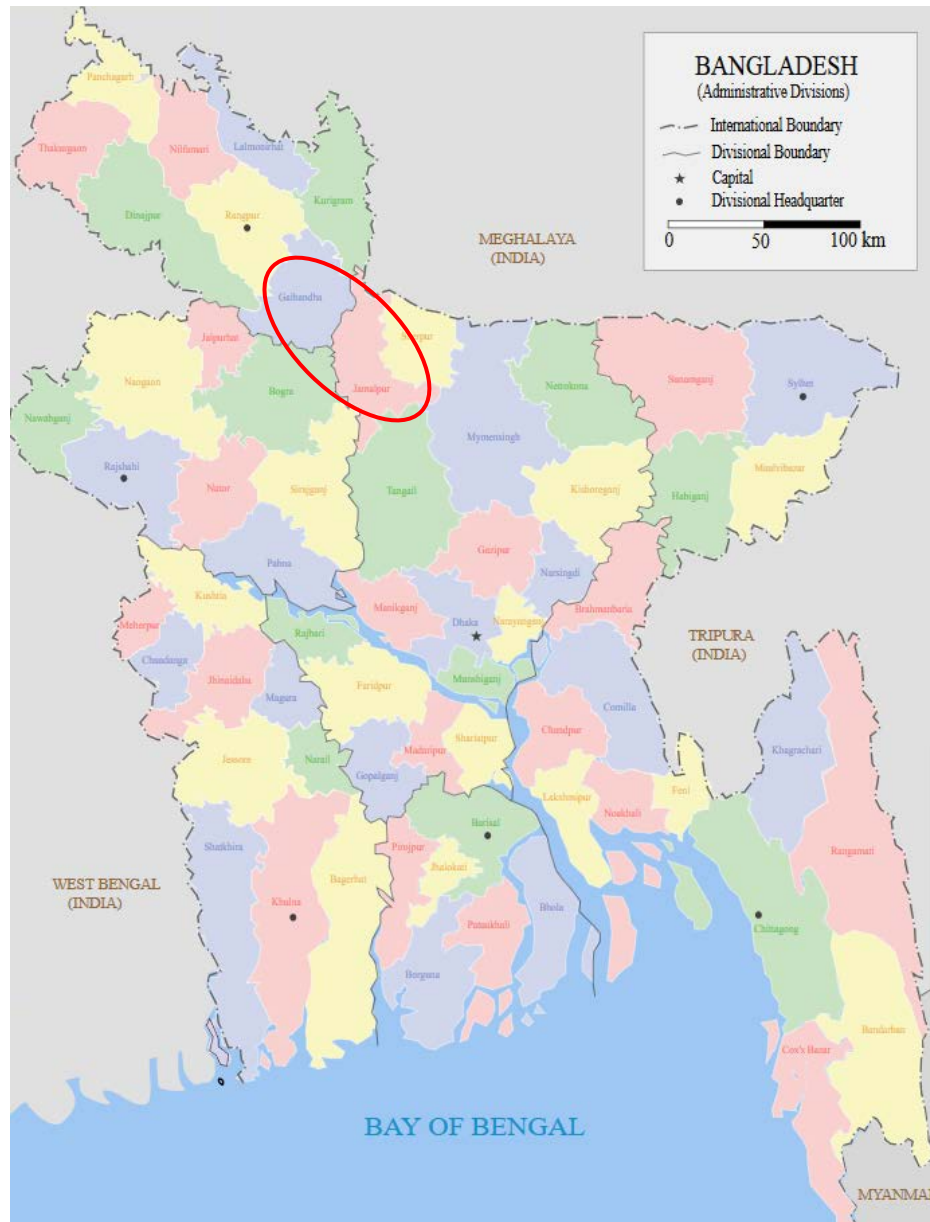 BANGLADESH
(Administrative Divisions)
International Boundary
Divisional Boundary
Capital
Divisional Headquarter
0 50 100 km
Panchagarh
Nilfamari
Lalmonirhat
Dinajpur
Rangpur
Kurigram
MEGHALAYA
(INDIA)
Gaibandha
Jaipurhat
Naogaon
Bogra
Jamalpur
Netrokona
Sunamganj
Sylhet
Nawabganj
Mymensingh
Rajshahi
Natore
Sirajganj
Tangail
Kishoreganj
Habiganj
Moulvibazar
Pabna
Gazipur
Narsingdi
Kushtia
Manikganj
Dhaka
Narayanganj
Brahmanbaria
Meherpur
Rajbari
TRIPURA
(INDIA)
Chuadanga
Jhinaidaha
Magura
Faridpur
Munshiganj
Comilla
Jessore
Narail
Gopalganj
Madaripur
Shariatpur
Chandpur
Khagrachari
Lakshmipur
Noakhali
Feni
Shatkhira
Barisal
Pirojpur
Jhalokati
Rangamati
WEST BENGAL
(INDIA)
Khulna
Bagerhat
Patuakhali
Bhola
Chittagong
Borguna
Bandarban
Cox's Bazar
BAY OF BENGAL
MYANMAR